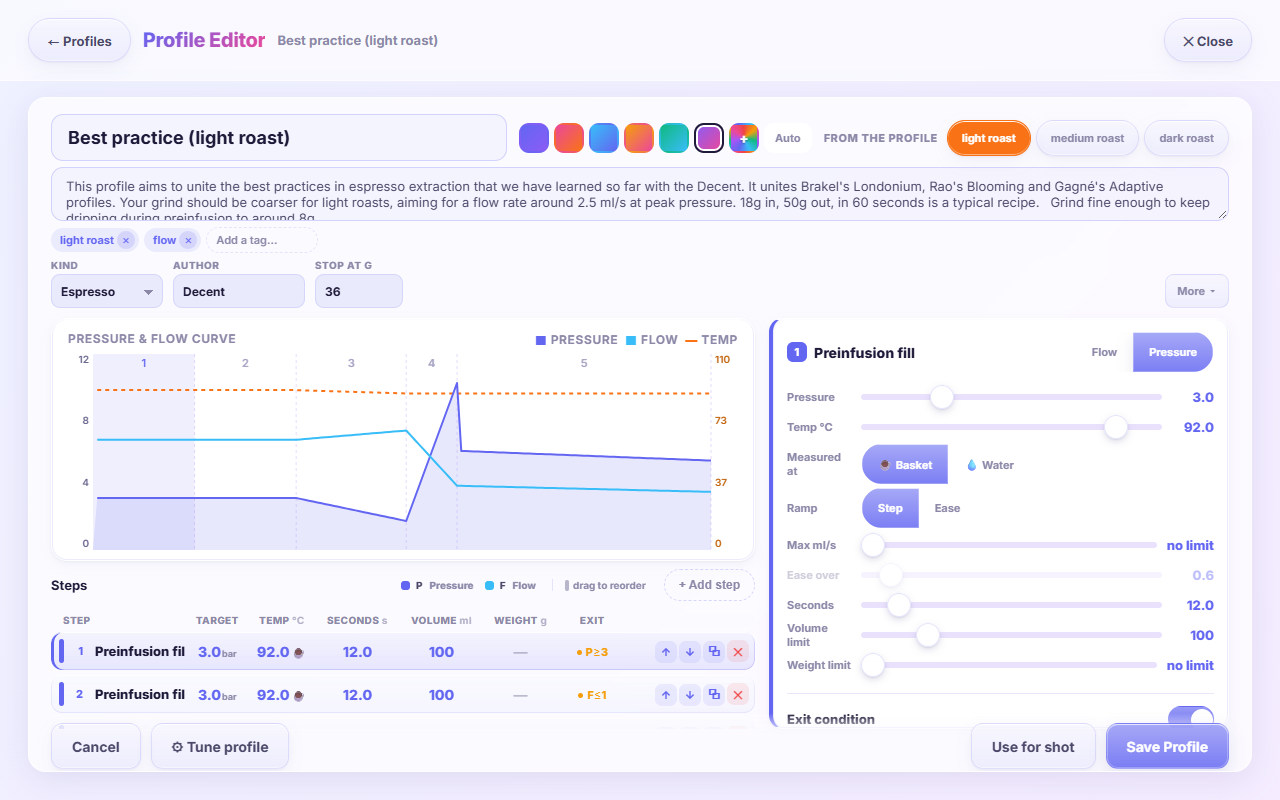 ← Profiles
Profile Editor
Best practice (light roast)
✕ Close
Best practice (light roast)
+
Auto
FROM THE PROFILE
light roast
medium roast
dark roast
This profile aims to unite the best practices in espresso extraction that we have learned so far with the Decent. It unites Brakel's Londonium, Rao's Blooming and Gagné's Adaptive
profiles. Your grind should be coarser for light roasts, aiming for a flow rate around 2.5 ml/s at peak pressure. 18g in, 50g out, in 60 seconds is a typical recipe.   Grind fine enough to keep
dripping during preinfusion to around 8g
light roast ×
flow ×
Add a tag...
KIND
AUTHOR
STOP AT G
Espresso
Decent
36
More
PRESSURE & FLOW CURVE
PRESSURE
FLOW
TEMP
12
8
4
0
1
2
3
4
5
110
73
37
0
Steps
P Pressure
F Flow
drag to reorder
+ Add step
STEP
TARGET
TEMP °C
SECONDS s
VOLUME ml
WEIGHT g
EXIT
1 Preinfusion fil 3.0bar 92.0 12.0 100 — P≥3 ↑ ↓ ✕
2 Preinfusion fil 3.0bar 92.0 12.0 100 — F≤1 ↑ ↓ ✕
1 Preinfusion fill
Flow
Pressure
Pressure 3.0
Temp °C 92.0
Measured
at
Basket
Water
Ramp
Step
Ease
Max ml/s no limit
Ease over 0.6
Seconds 12.0
Volume
limit
100
Weight limit no limit
Exit condition
Cancel
⚙ Tune profile
Use for shot
Save Profile